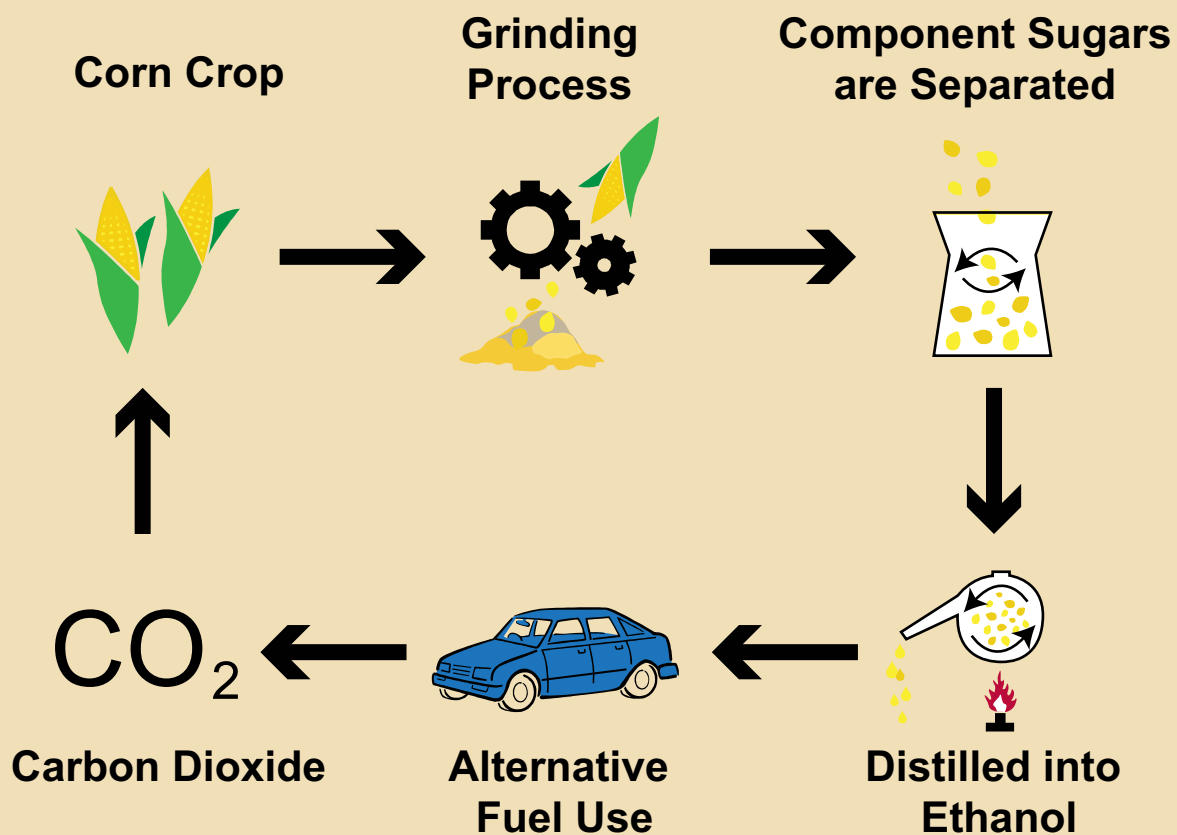 Corn Crop
Grinding
Process
Component Sugars
are Separated
CO₂
Carbon Dioxide
Alternative
Fuel Use
Distilled into
Ethanol